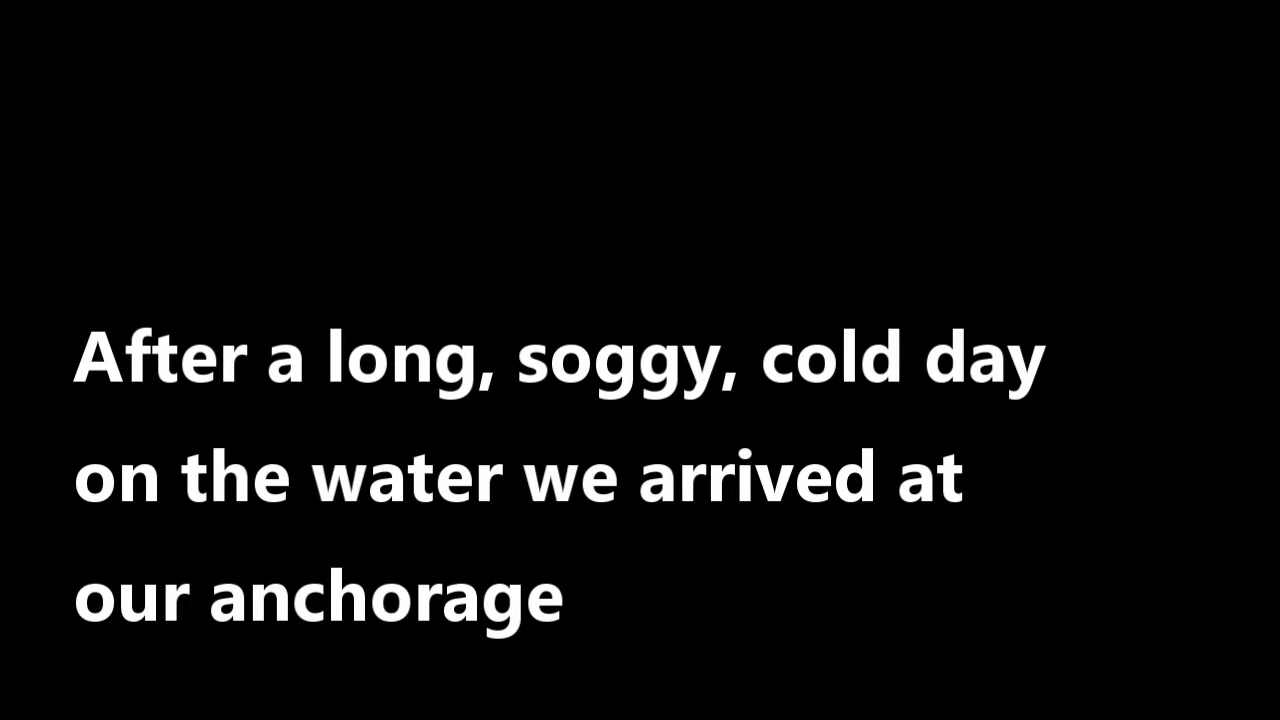 After a long, soggy, cold day
on the water we arrived at
our anchorage